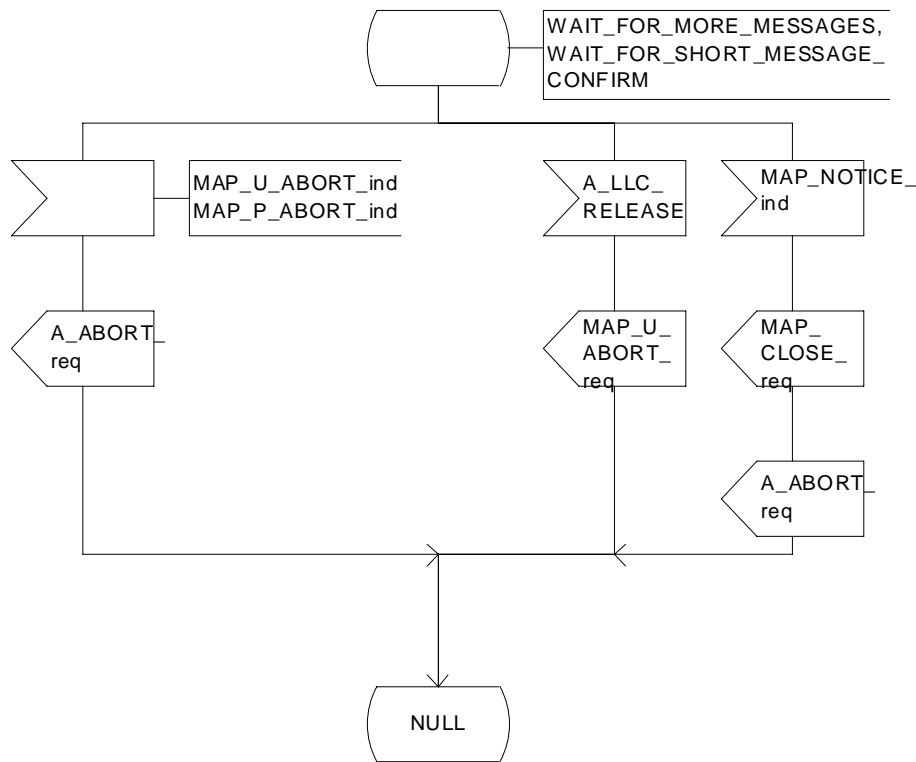 WAIT_FOR_MORE_MESSAGES,
WAIT_FOR_SHORT_MESSAGE_
CONFIRM
MAP_U_ABORT_ind
MAP_P_ABORT_ind
A_LLC_
RELEASE
MAP_NOTICE_
ind
A_ABORT_
req
MAP_U_
ABORT_
req
MAP_
CLOSE_
req
A_ABORT_
req
NULL